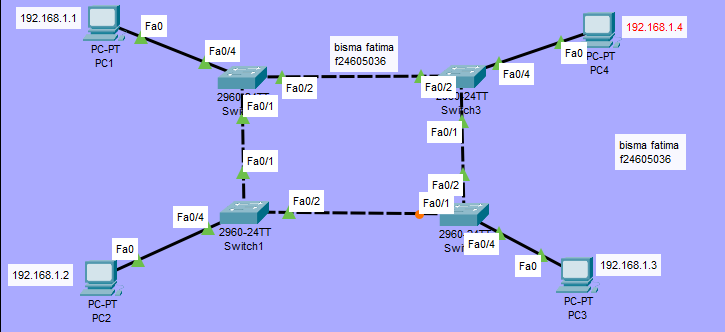 192.168.1.1
Fa0
PC-PT
PC1
Fa0/4
bisma fatima
f24605036
192.168.1.4
Fa0
PC-PT
PC4
Fa0/4
Fa0/2
Fa0/2
Fa0/1
Switch3
Fa0/1
bisma fatima
f24605036
Fa0/1
Fa0/2
Fa0/1
Fa0/2
Fa0/4
2960-24TT
Switch1
Fa0/4
Fa0
192.168.1.2
PC-PT
PC2
Fa0
192.168.1.3
PC-PT
PC3